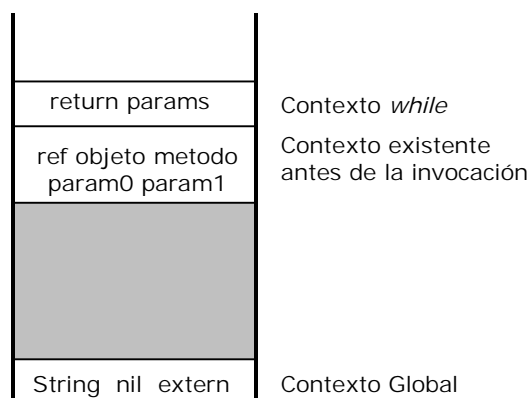 return params
Contexto while
ref objeto metodo
param0 param1
Contexto existente
antes de la invocación
String nil extern
Contexto Global